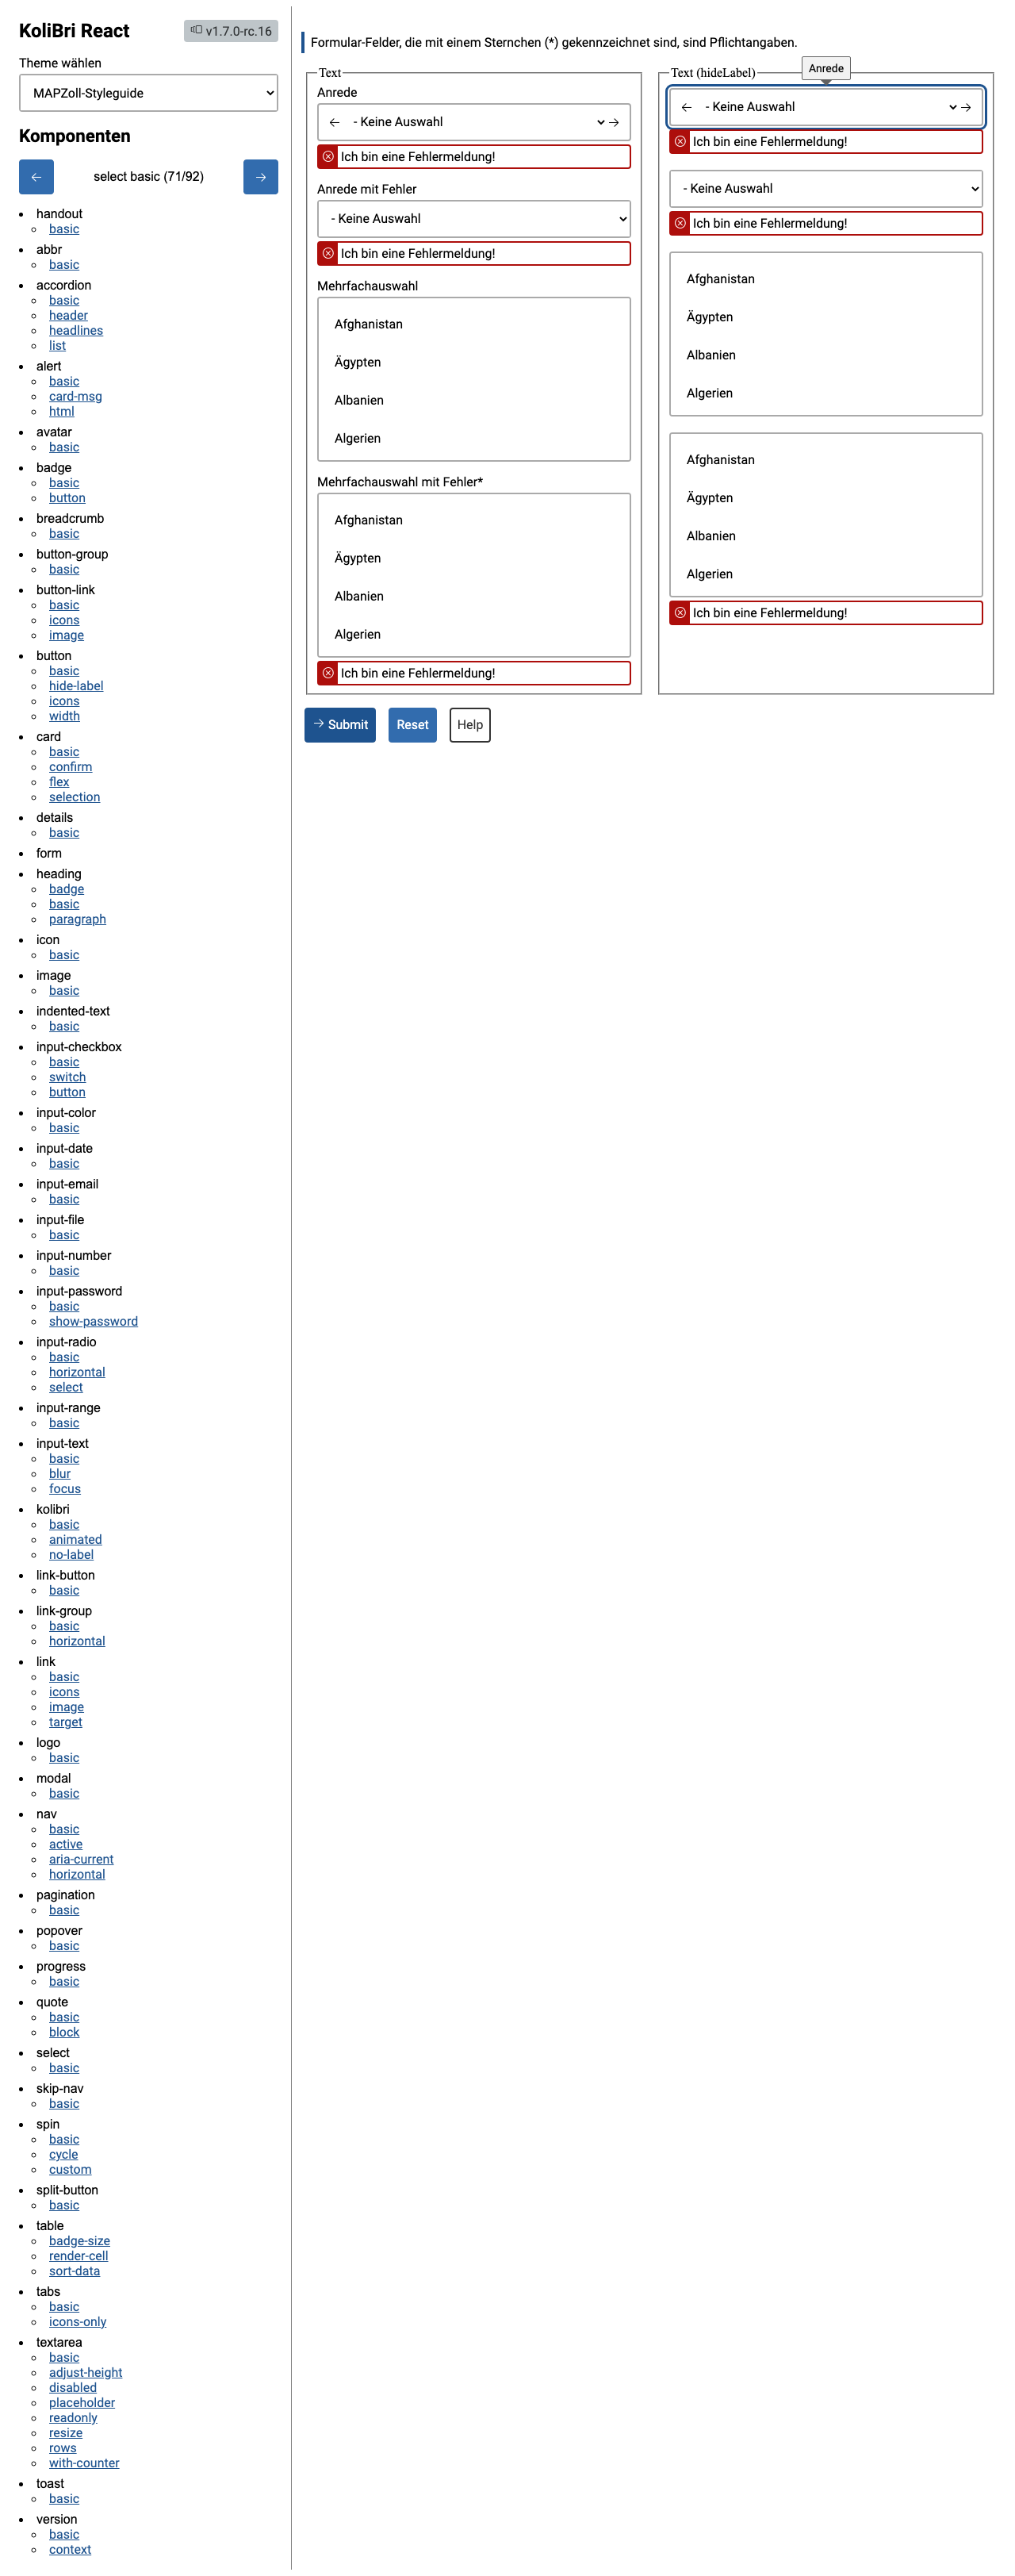 KoliBri React
v1.7.0-rc.16
Theme wählen
MAPZoll-Styleguide
Komponenten
select basic (71/92)
handout
basic
abbr
basic
accordion
basic
header
headlines
list
alert
basic
card-msg
html
avatar
basic
badge
basic
button
breadcrumb
basic
button-group
basic
button-link
basic
icons
image
button
basic
hide-label
icons
width
card
basic
confirm
flex
selection
details
basic
form
heading
badge
basic
paragraph
icon
basic
image
basic
indented-text
basic
input-checkbox
basic
switch
button
input-color
basic
input-date
basic
input-email
basic
input-file
basic
input-number
basic
input-password
basic
show-password
input-radio
basic
horizontal
select
input-range
basic
input-text
basic
blur
focus
kolibri
basic
animated
no-label
link-button
basic
link-group
basic
horizontal
link
basic
icons
image
target
logo
basic
modal
basic
nav
basic
active
aria-current
horizontal
pagination
basic
popover
basic
progress
basic
quote
basic
block
select
basic
skip-nav
basic
spin
basic
cycle
custom
split-button
basic
table
badge-size
render-cell
sort-data
tabs
basic
icons-only
textarea
basic
adjust-height
disabled
placeholder
readonly
resize
rows
with-counter
toast
basic
version
basic
context
Formular-Felder, die mit einem Sternchen (*) gekennzeichnet sind, sind Pflichtangaben.
Text
Anrede
- Keine Auswahl
Ich bin eine Fehlermeldung!
Anrede mit Fehler
- Keine Auswahl
Ich bin eine Fehlermeldung!
Mehrfachauswahl
Afghanistan
Ägypten
Albanien
Algerien
Mehrfachauswahl mit Fehler*
Afghanistan
Ägypten
Albanien
Algerien
Ich bin eine Fehlermeldung!
Text (hideLabel)
Anrede
- Keine Auswahl
Ich bin eine Fehlermeldung!
- Keine Auswahl
Ich bin eine Fehlermeldung!
Afghanistan
Ägypten
Albanien
Algerien
Afghanistan
Ägypten
Albanien
Algerien
Ich bin eine Fehlermeldung!
Submit
Reset
Help